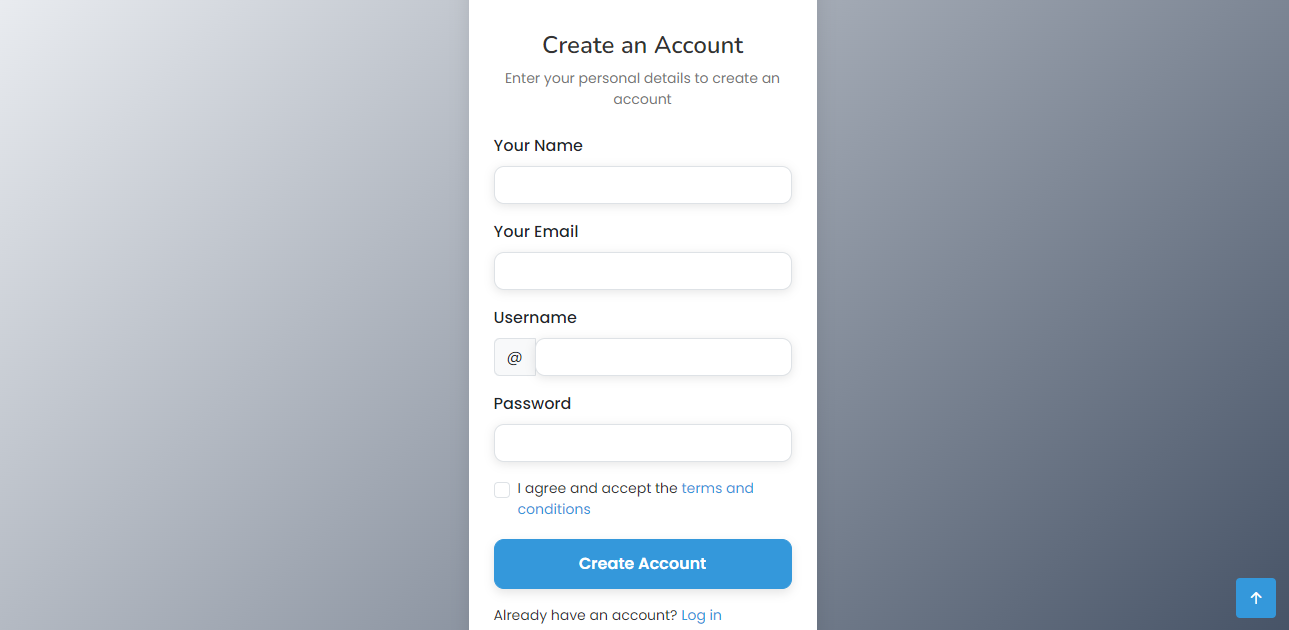 Create an Account
Enter your personal details to create an
account
Your Name
Your Email
Username
@
Password
I agree and accept the terms and
conditions
Create Account
Already have an account? Log in